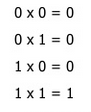 0 x 0 = 0
0 x 1 = 0
1 x 0 = 0
1 x 1 = 1